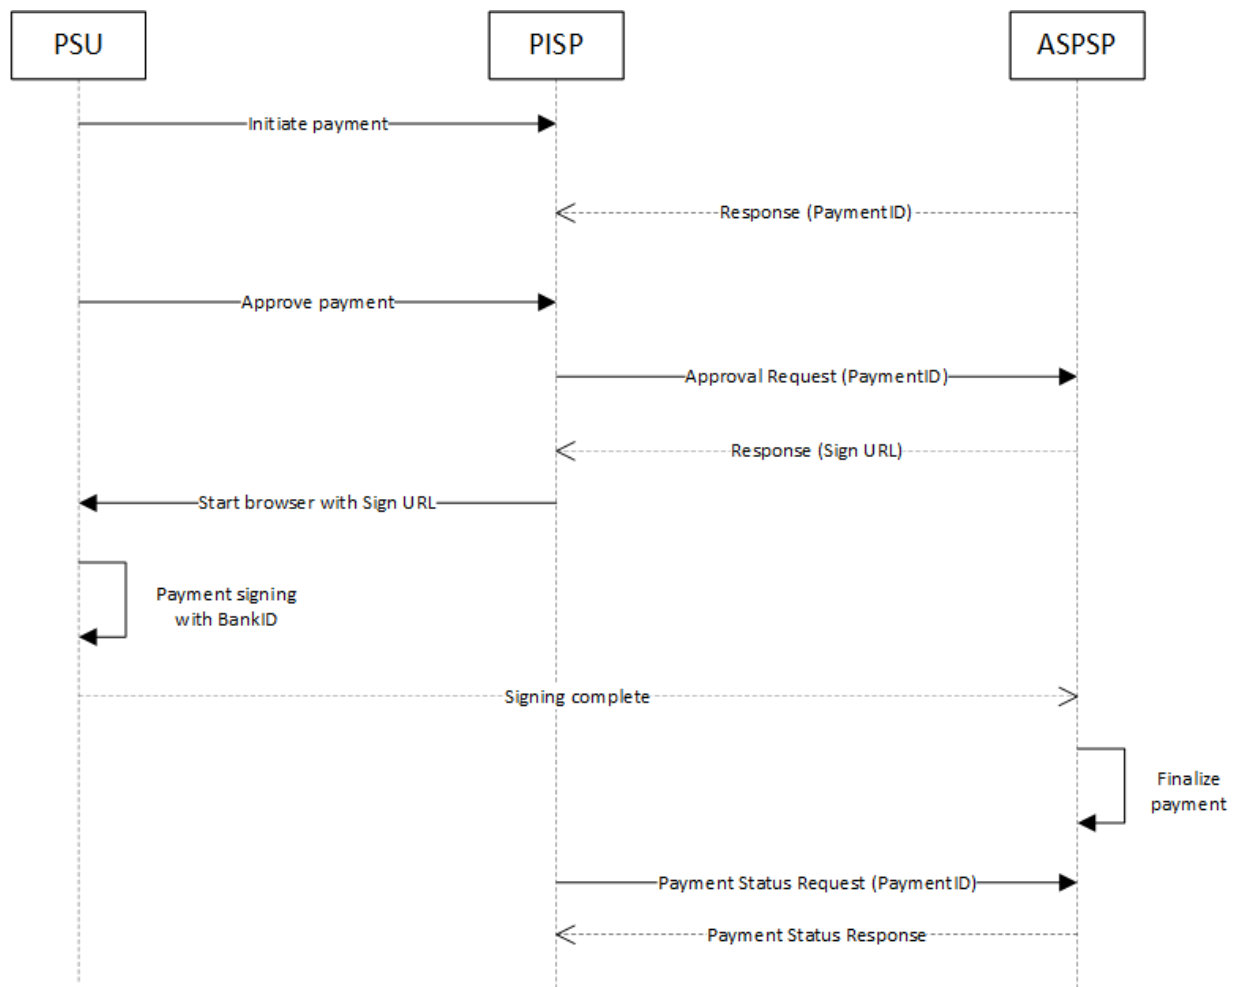 PSU
PISP
ASPSP
Initiate payment
Response (PaymentID)
Approve payment
Approval Request (PaymentID)
Response (Sign URL)
Start browser with Sign URL
Payment signing
with BankID
Signing complete
Finalize
payment
Payment Status Request (PaymentID)
Payment Status Response